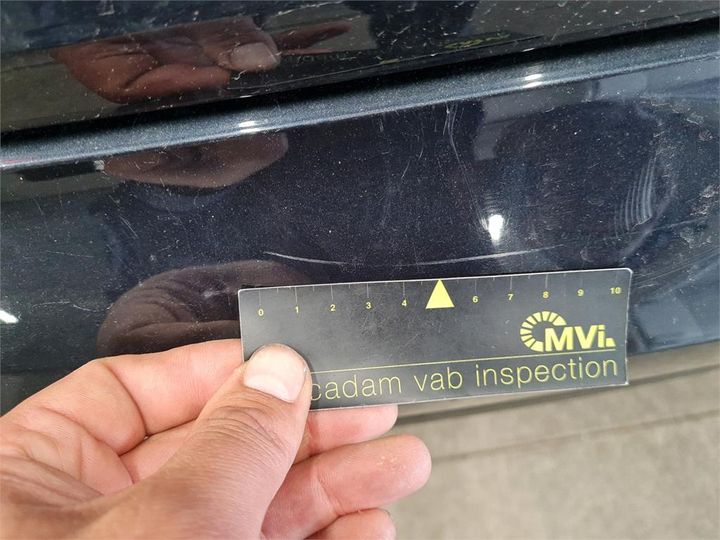 0 1 2 3 4 6 7 8 9 10
MVi.
cadam vab inspection